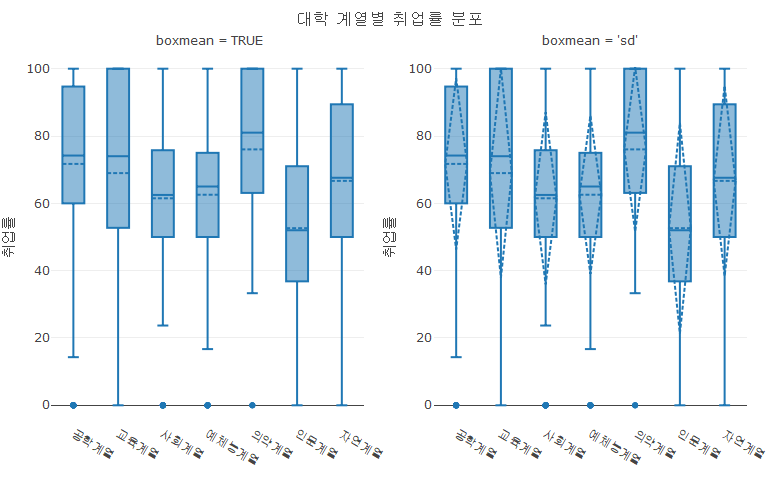 대학 계열별 취업률 분포
boxmean = TRUE
boxmean = 'sd'
취업률
100
80
60
40
20
0
공학계열
교육계열
사회계열
예체능계열
의약계열
인문계열
자연계열
취업률
100
80
60
40
20
0
공학계열
교육계열
사회계열
예체능계열
의약계열
인문계열
자연계열